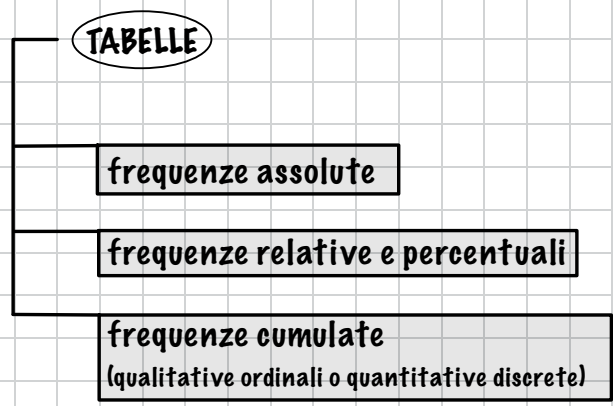 TABELLE
frequenze assolute
frequenze relative e percentuali
frequenze cumulate
(qualitative ordinali o quantitative discrete)